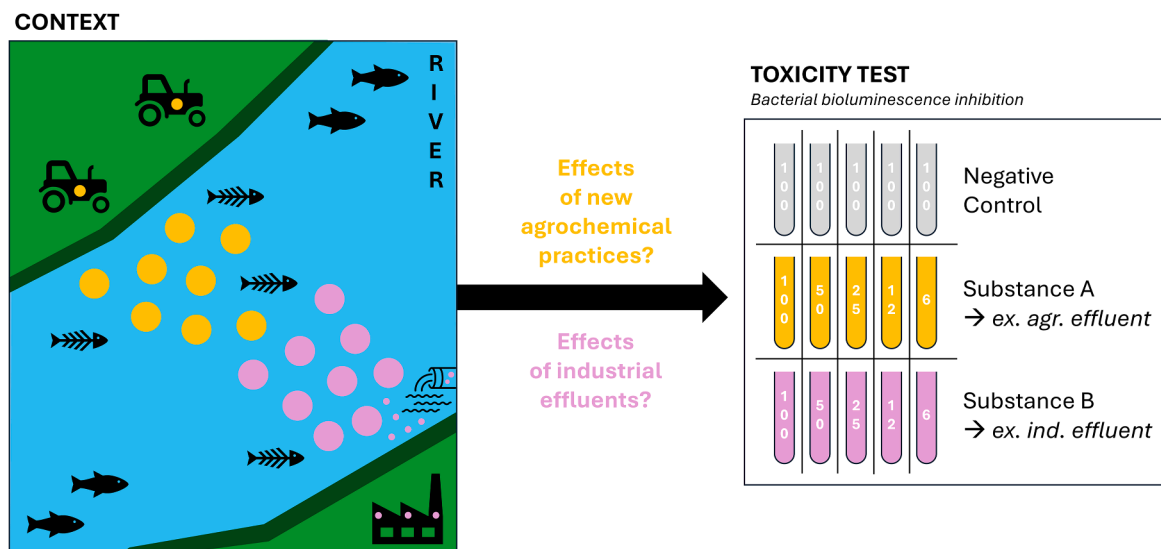 CONTEXT
RIVER
Effects
of new
agrochemical
practices?
Effects
of industrial
effluents?
TOXICITY TEST
Bacterial bioluminescence inhibition
100 100 100 100 100
Negative
Control
100 50 25 12 6
Substance A
→ ex. agr. effluent
100 50 25 12 6
Substance B
→ ex. ind. effluent